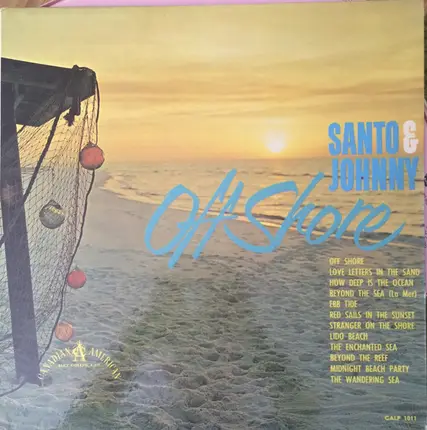 SANTO &
JOHNNY
Off Shore
OFF SHORE
LOVE LETTERS IN THE SAND
HOW DEEP IS THE OCEAN
BEYOND THE SEA (La Mer)
EBB TIDE
RED SAILS IN THE SUNSET
STRANGER ON THE SHORE
LIDO BEACH
THE ENCHANTED SEA
BEYOND THE REEF
MIDNIGHT BEACH PARTY
THE WANDERING SEA
CANADIAN AMERICAN
CALP 1011